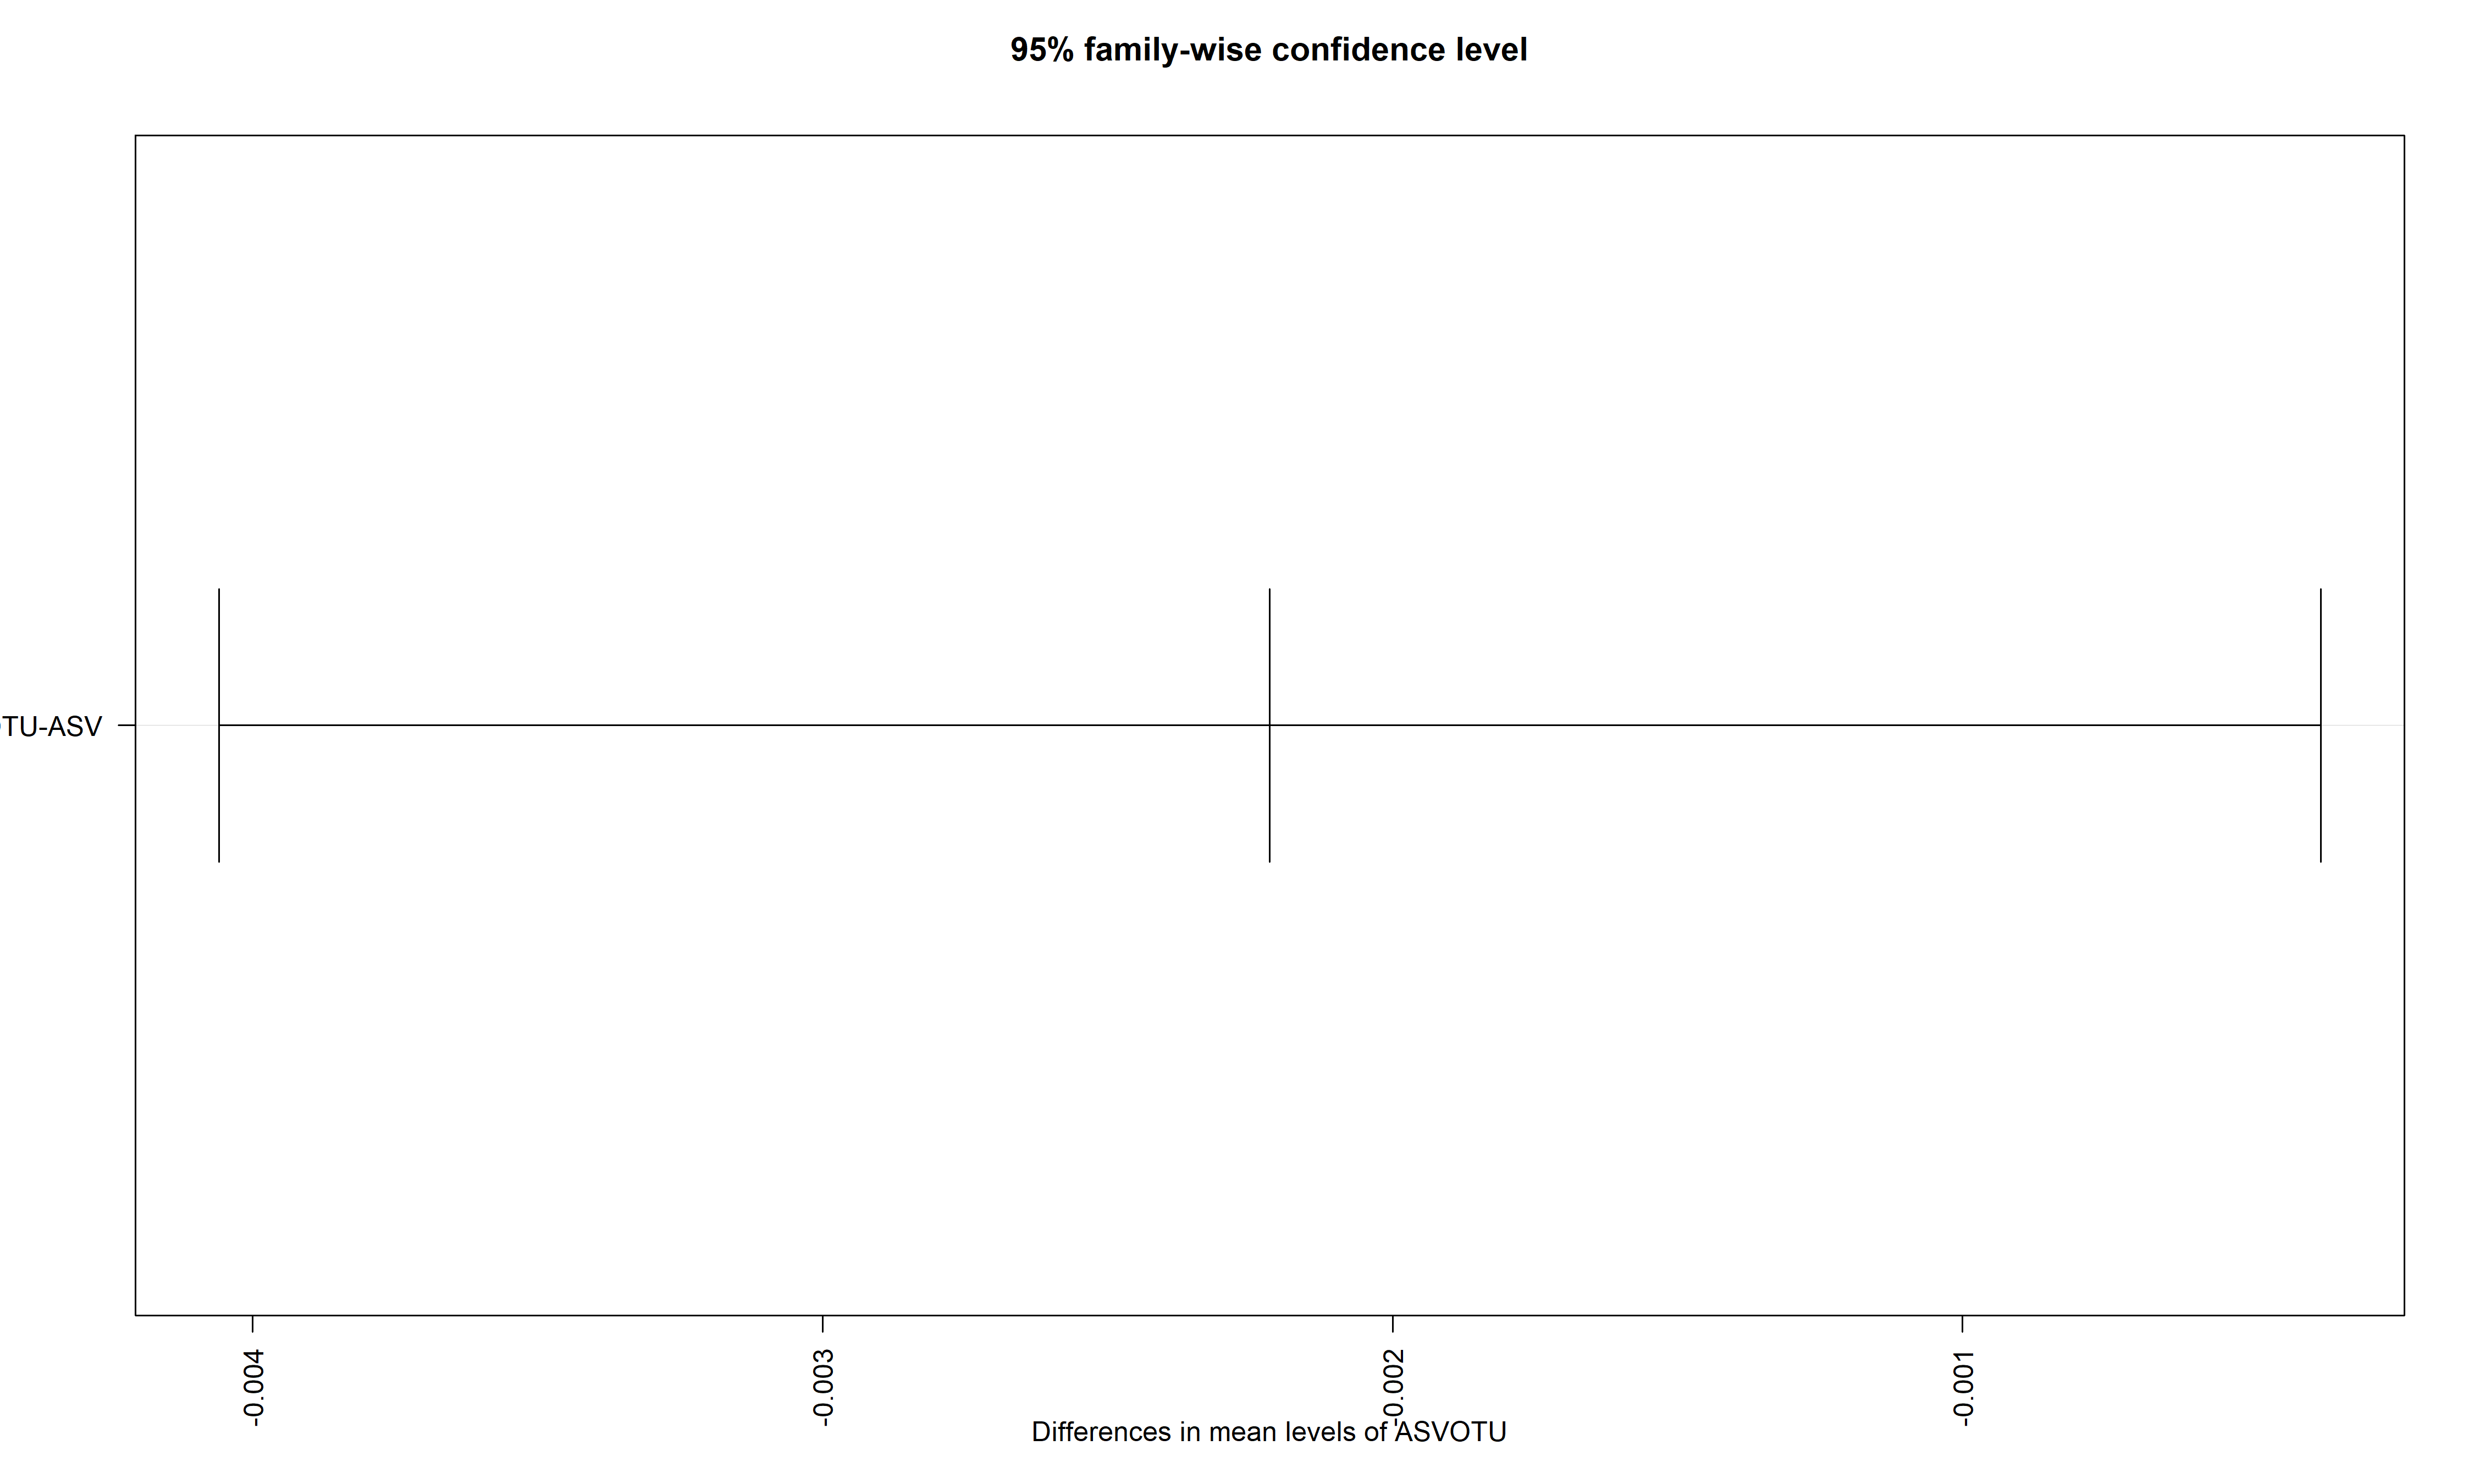 95% family-wise confidence level
TU-ASV
-0.004
-0.003
-0.002
-0.001
Differences in mean levels of ASVOTU